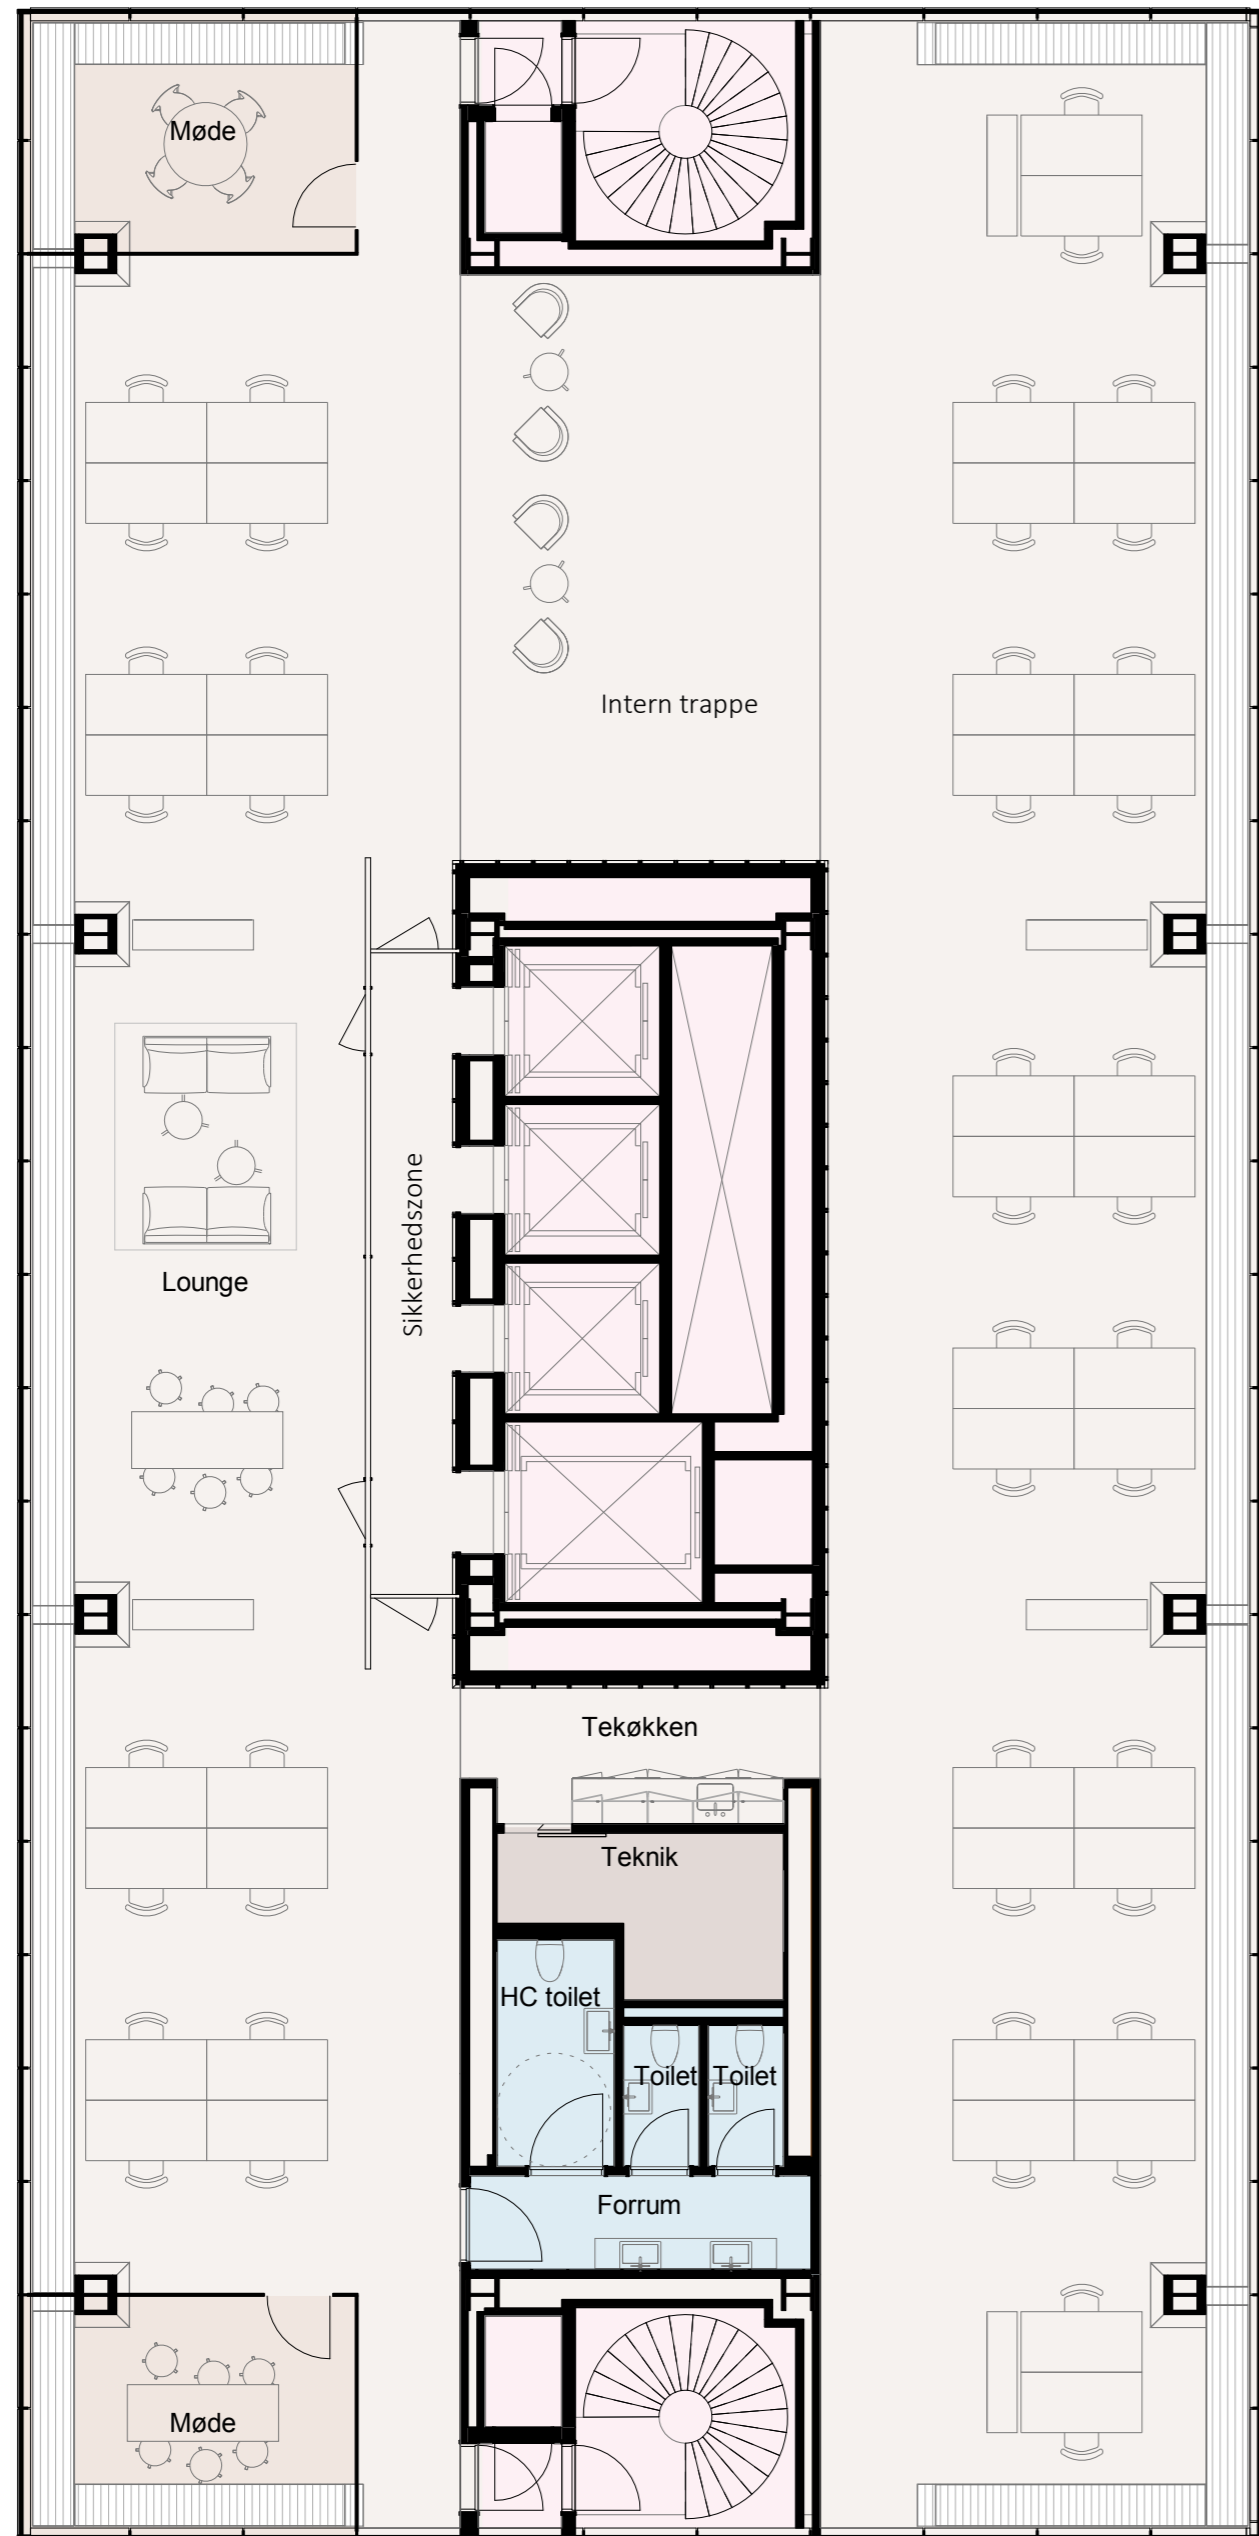 Møde
Intern trappe
Sikkerhedszone
Lounge
Tekøkken
Teknik
HC toilet
Toilet
Toilet
Forrum
Møde